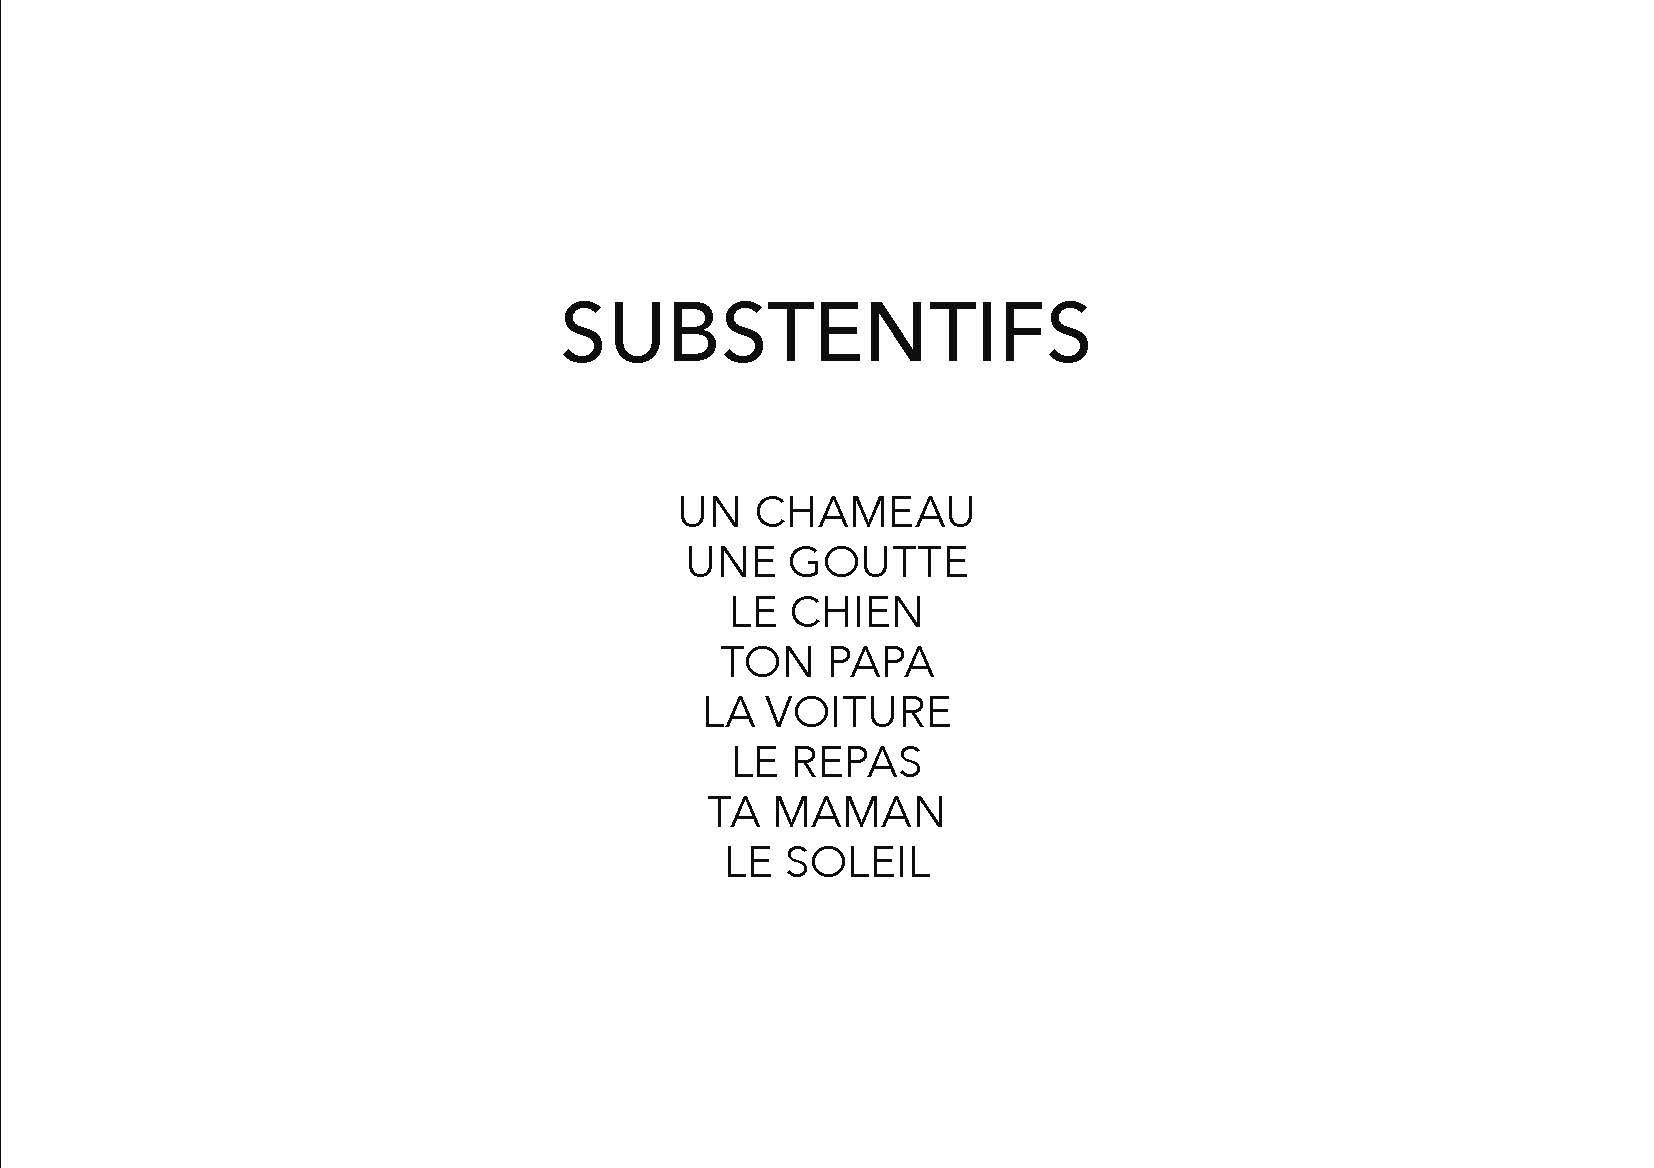 SUBSTENTIFS
UN CHAMEAU
UNE GOUTTE
LE CHIEN
TON PAPA
LA VOITURE
LE REPAS
TA MAMAN
LE SOLEIL